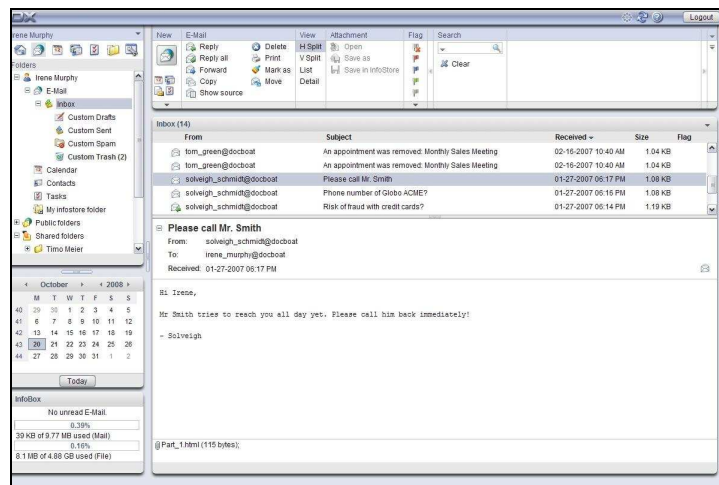 OX
Logout
Irene Murphy
Folders
Irene Murphy
E-Mail
Inbox
Custom Drafts
Custom Sent
Custom Spam
Custom Trash (2)
Calendar
Contacts
Tasks
My infostore folder
Public folders
Shared folders
Timo Meier
New
E-Mail
Reply
Reply all
Forward
Copy
Show source
Delete
Print
Mark as
Move
View
H Split
V Split
List
Detail
Attachment
Open
Save as
Save in InfoStore
Flag
Search
Clear
Inbox (14)
From Subject Received Size Flag
tom_green@docboat An appointment was removed: Monthly Sales Meeting 02-16-2007 10:40 AM 1.04 KB
tom_green@docboat An appointment was removed: Monthly Sales Meeting 02-16-2007 10:40 AM 1.04 KB
solveigh_schmidt@docboat Please call Mr. Smith 01-27-2007 06:17 PM 1.08 KB
solveigh_schmidt@docboat Phone number of Globo ACME? 01-27-2007 06:16 PM 1.08 KB
solveigh_schmidt@docboat Risk of fraud with credit cards? 01-27-2007 06:14 PM 1.19 KB
Please call Mr. Smith
From: solveigh_schmidt@docboat
To: irene_murphy@docboat
Received: 01-27-2007 06:17 PM
Hi Irene,
Mr Smith tries to reach you all day yet. Please call him back immediately!
- Solveigh
Part_1.html (115 bytes);
October 2008
M T W T F S S
40 29 30 1 2 3 4 5
41 6 7 8 9 10 11 12
42 13 14 15 16 17 18 19
43 20 21 22 23 24 25 26
44 27 28 29 30 31 1 2
Today
InfoBox
No unread E-Mail.
0.39%
39 KB of 9.77 MB used (Mail)
0.16%
8.1 MB of 4.88 GB used (File)